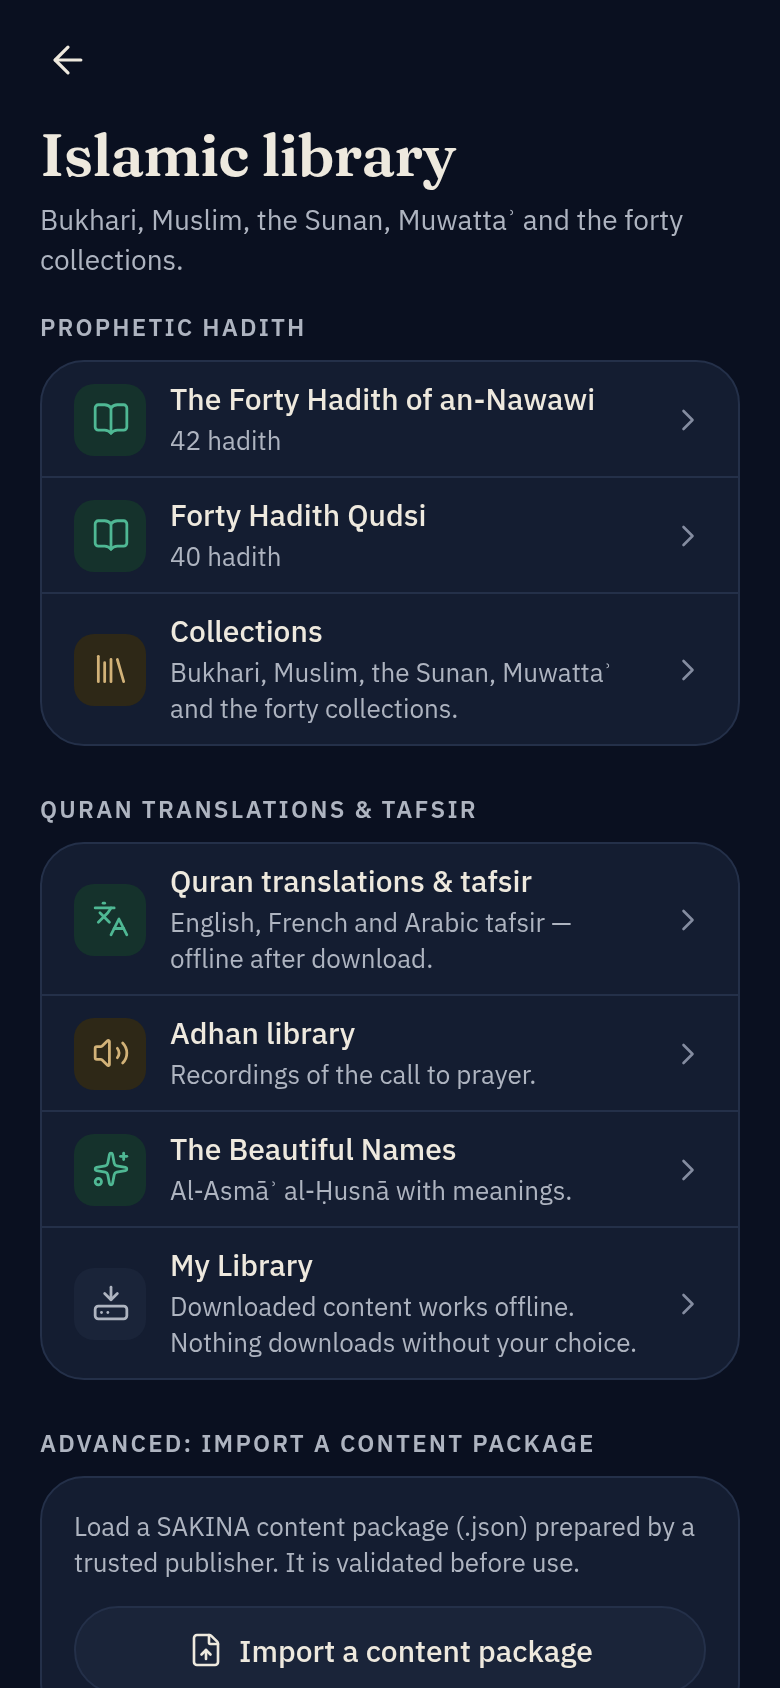 Islamic library
Bukhari, Muslim, the Sunan, Muwattaʾ and the forty
collections.
PROPHETIC HADITH
The Forty Hadith of an-Nawawi
42 hadith
Forty Hadith Qudsi
40 hadith
Collections
Bukhari, Muslim, the Sunan, Muwattaʾ
and the forty collections.
QURAN TRANSLATIONS & TAFSIR
Quran translations & tafsir
English, French and Arabic tafsir —
offline after download.
Adhan library
Recordings of the call to prayer.
The Beautiful Names
Al-Asmāʾ al-Ḥusnā with meanings.
My Library
Downloaded content works offline.
Nothing downloads without your choice.
ADVANCED: IMPORT A CONTENT PACKAGE
Load a SAKINA content package (.json) prepared by a
trusted publisher. It is validated before use.
Import a content package